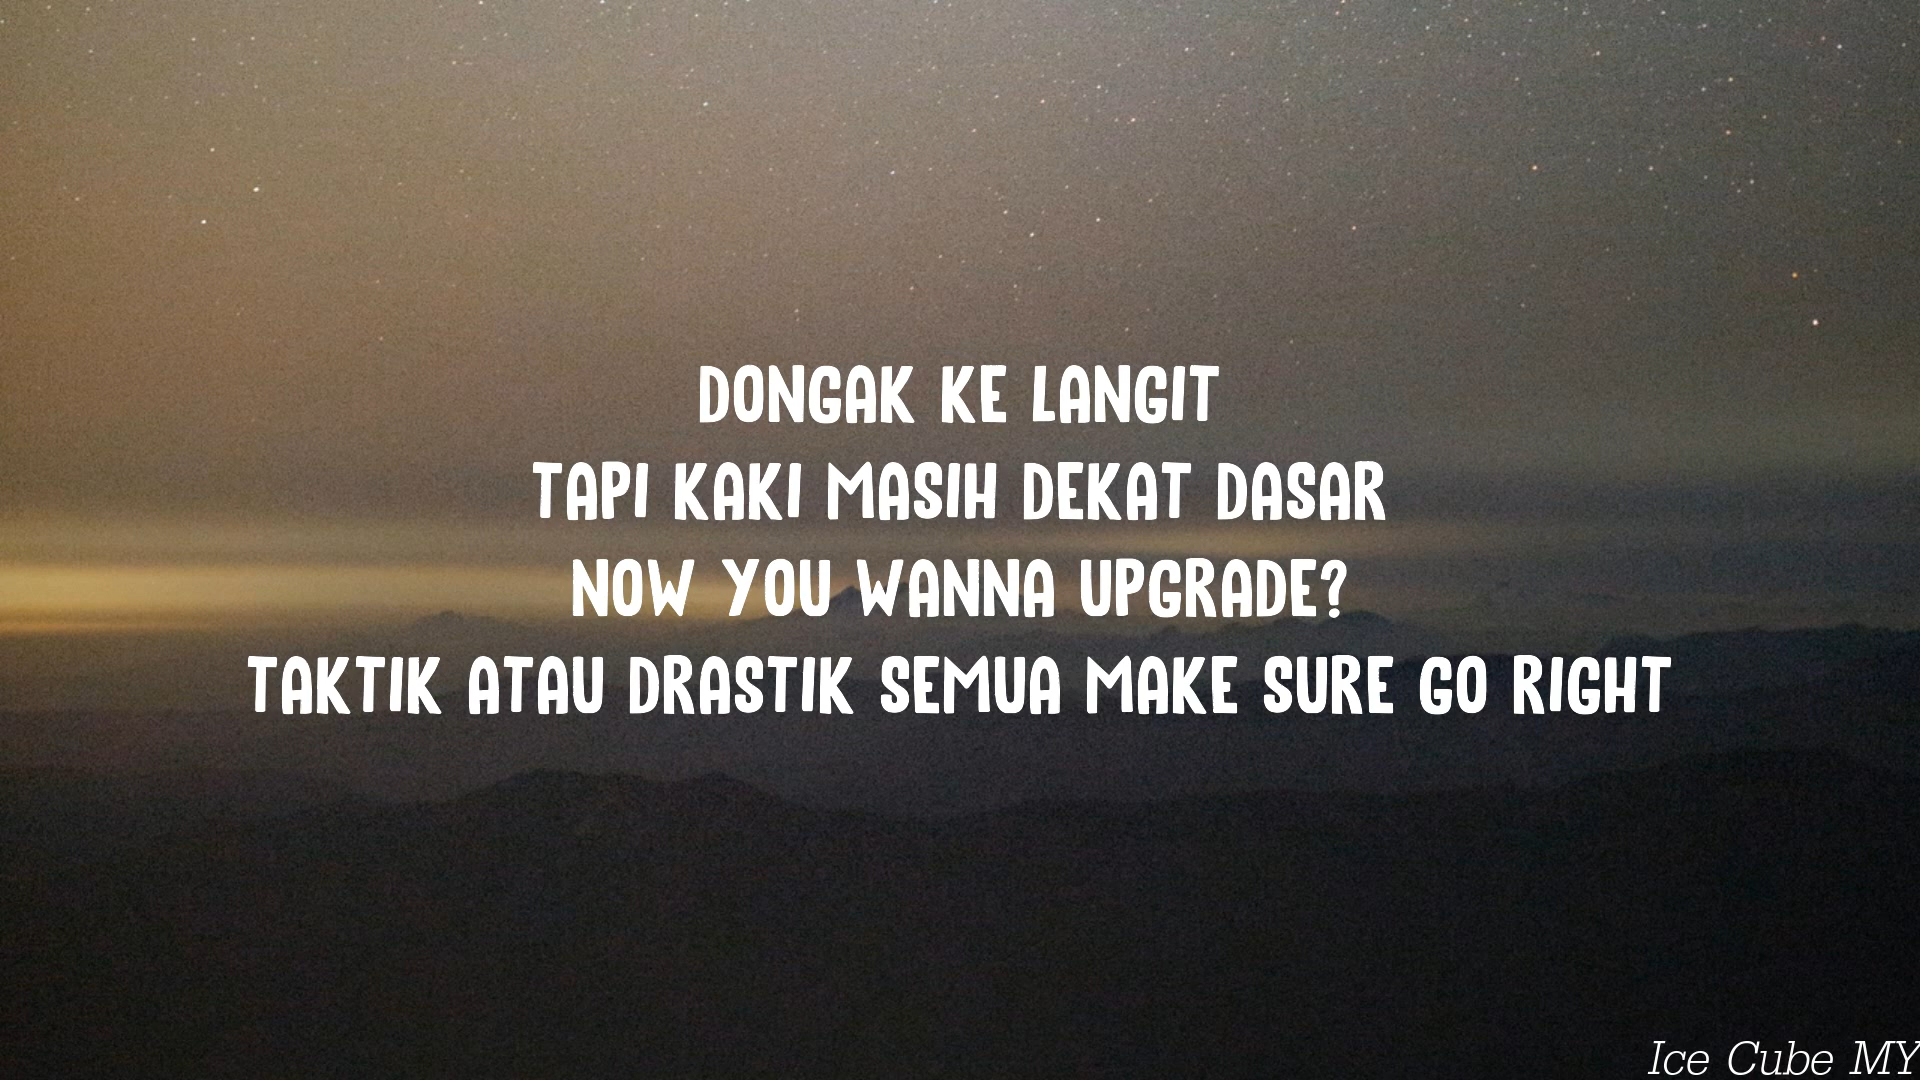 DONGAK KE LANGIT
TAPI KAKI MASIH DEKAT DASAR
NOW YOU WANNA UPGRADE?
TAKTIK ATAU DRASTIK SEMUA MAKE SURE GO RIGHT
Ice Cube MY